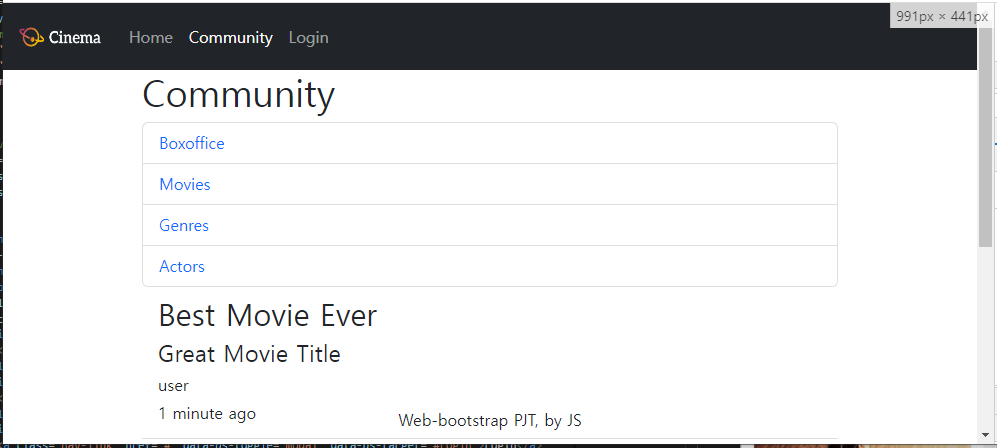 991px × 441px
Cinema Home Community Login
Community
Boxoffice
Movies
Genres
Actors
Best Movie Ever
Great Movie Title
user
1 minute ago
Web-bootstrap PJT, by JS